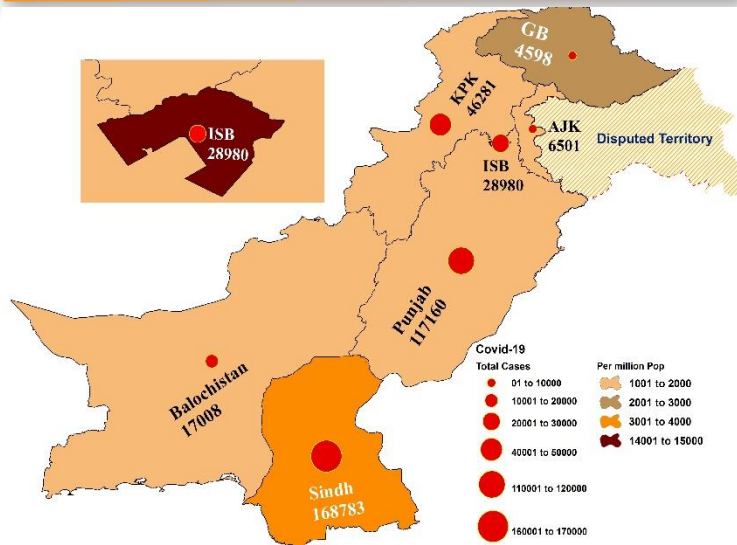 GB
4598
KPK
46281
ISB
28980
AJK
6501
Disputed Territory
ISB
28980
Punjab
117160
Balochistan
17008
Sindh
168783
Covid-19
Total Cases
01 to 10000
10001 to 20000
20001 to 30000
40001 to 50000
110001 to 120000
160001 to 170000
Per million Pop
1001 to 2000
2001 to 3000
3001 to 4000
14001 to 15000